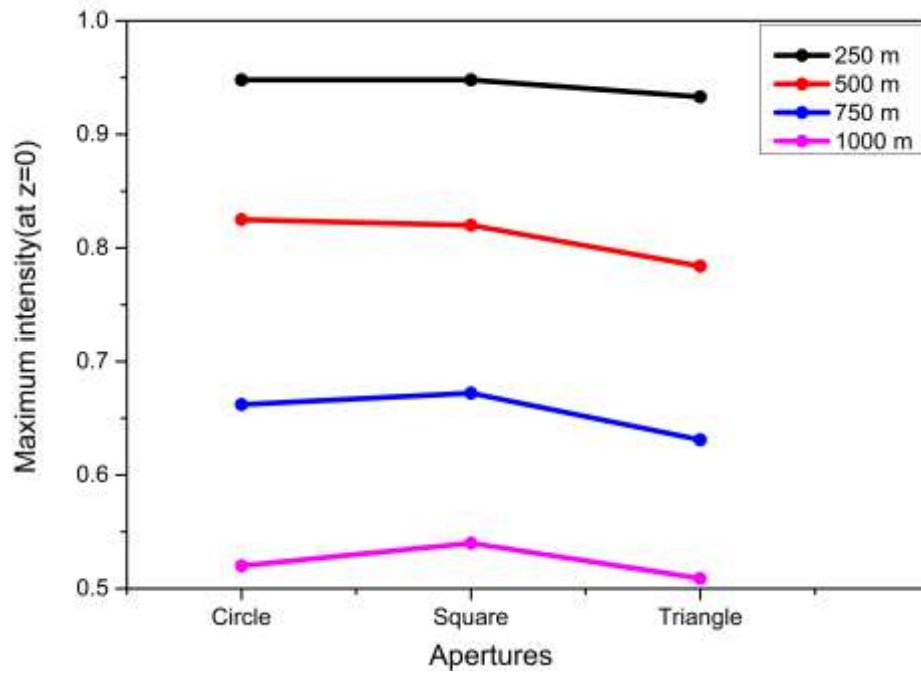 1.0
0.9
0.8
0.7
0.6
0.5
Maximum intensity(at z=0)
250 m
500 m
750 m
1000 m
Circle
Square
Triangle
Apertures